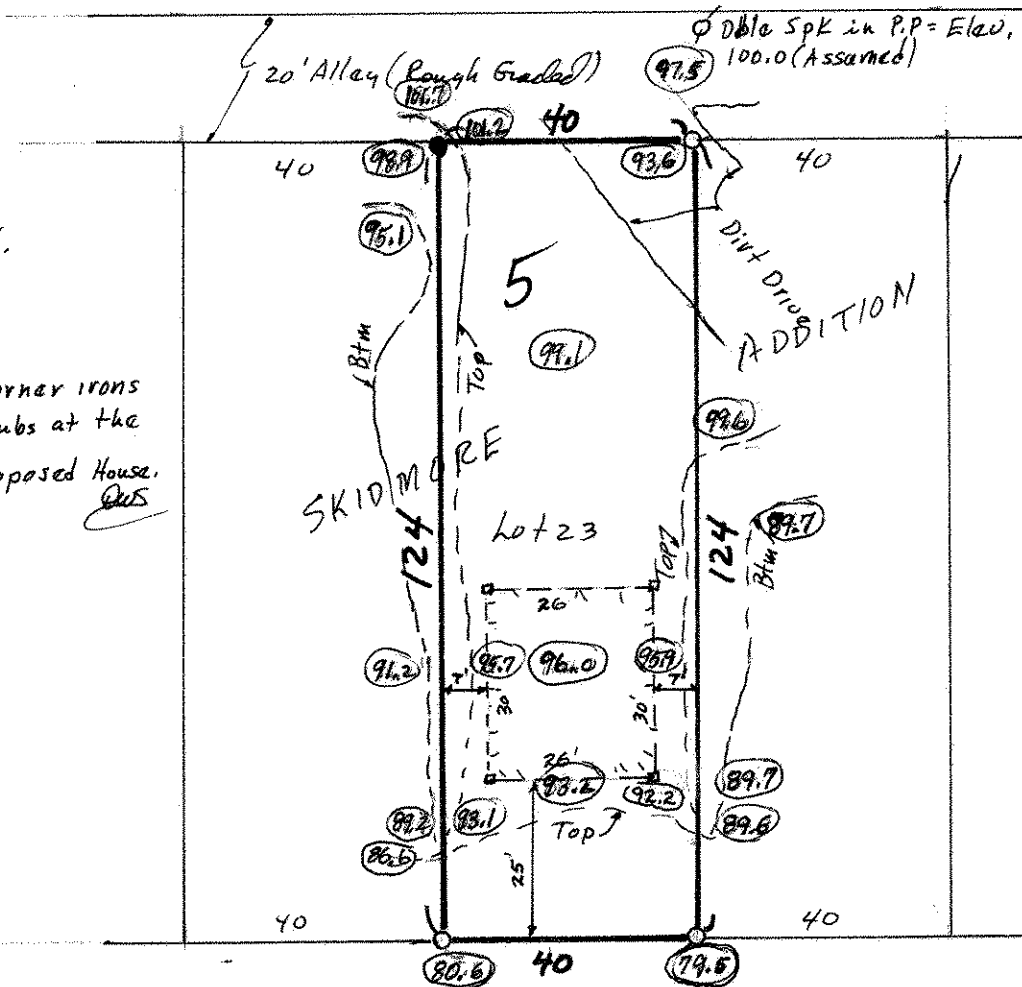 Ø Dble Spk in P.P = Elev.
100.0 (Assumed)
20' Alley (Rough Graded)
97.5
101.7
101.2
40
98.9
93.6
40
40
95.1
5
Dirt Drive
ADDITION
Btm
Top
99.1
orner irons
ubs at the
oposed House.
99.6
SKIDMORE
124
Lot 23
Top
124
89.7
Btm
26'
91.2
7'
95.7
96.0
95.9
7'
30'
30'
26'
93.2
92.2
89.7
89.2
93.1
Top
89.6
86.6
25'
40
40
80.6
40
79.5